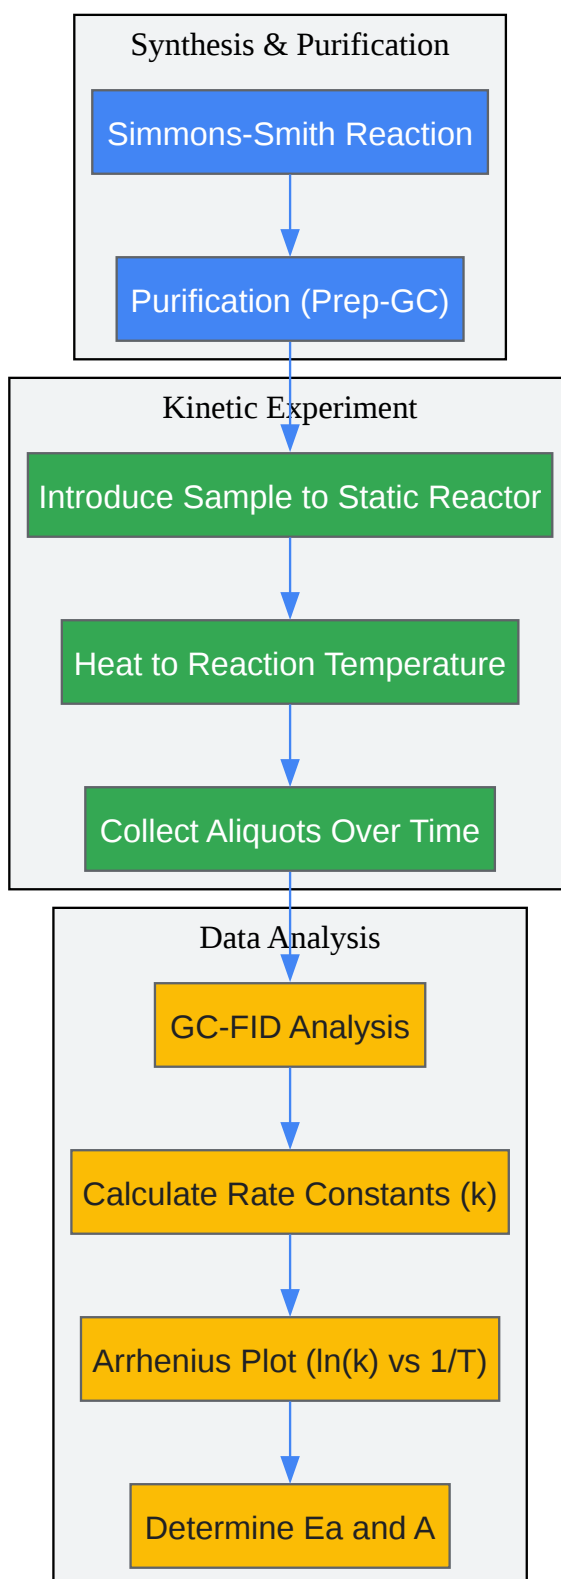 Synthesis & Purification
Simmons-Smith Reaction
Purification (Prep-GC)
Kinetic Experiment
Introduce Sample to Static Reactor
Heat to Reaction Temperature
Collect Aliquots Over Time
Data Analysis
GC-FID Analysis
Calculate Rate Constants (k)
Arrhenius Plot (ln(k) vs 1/T)
Determine Ea and A